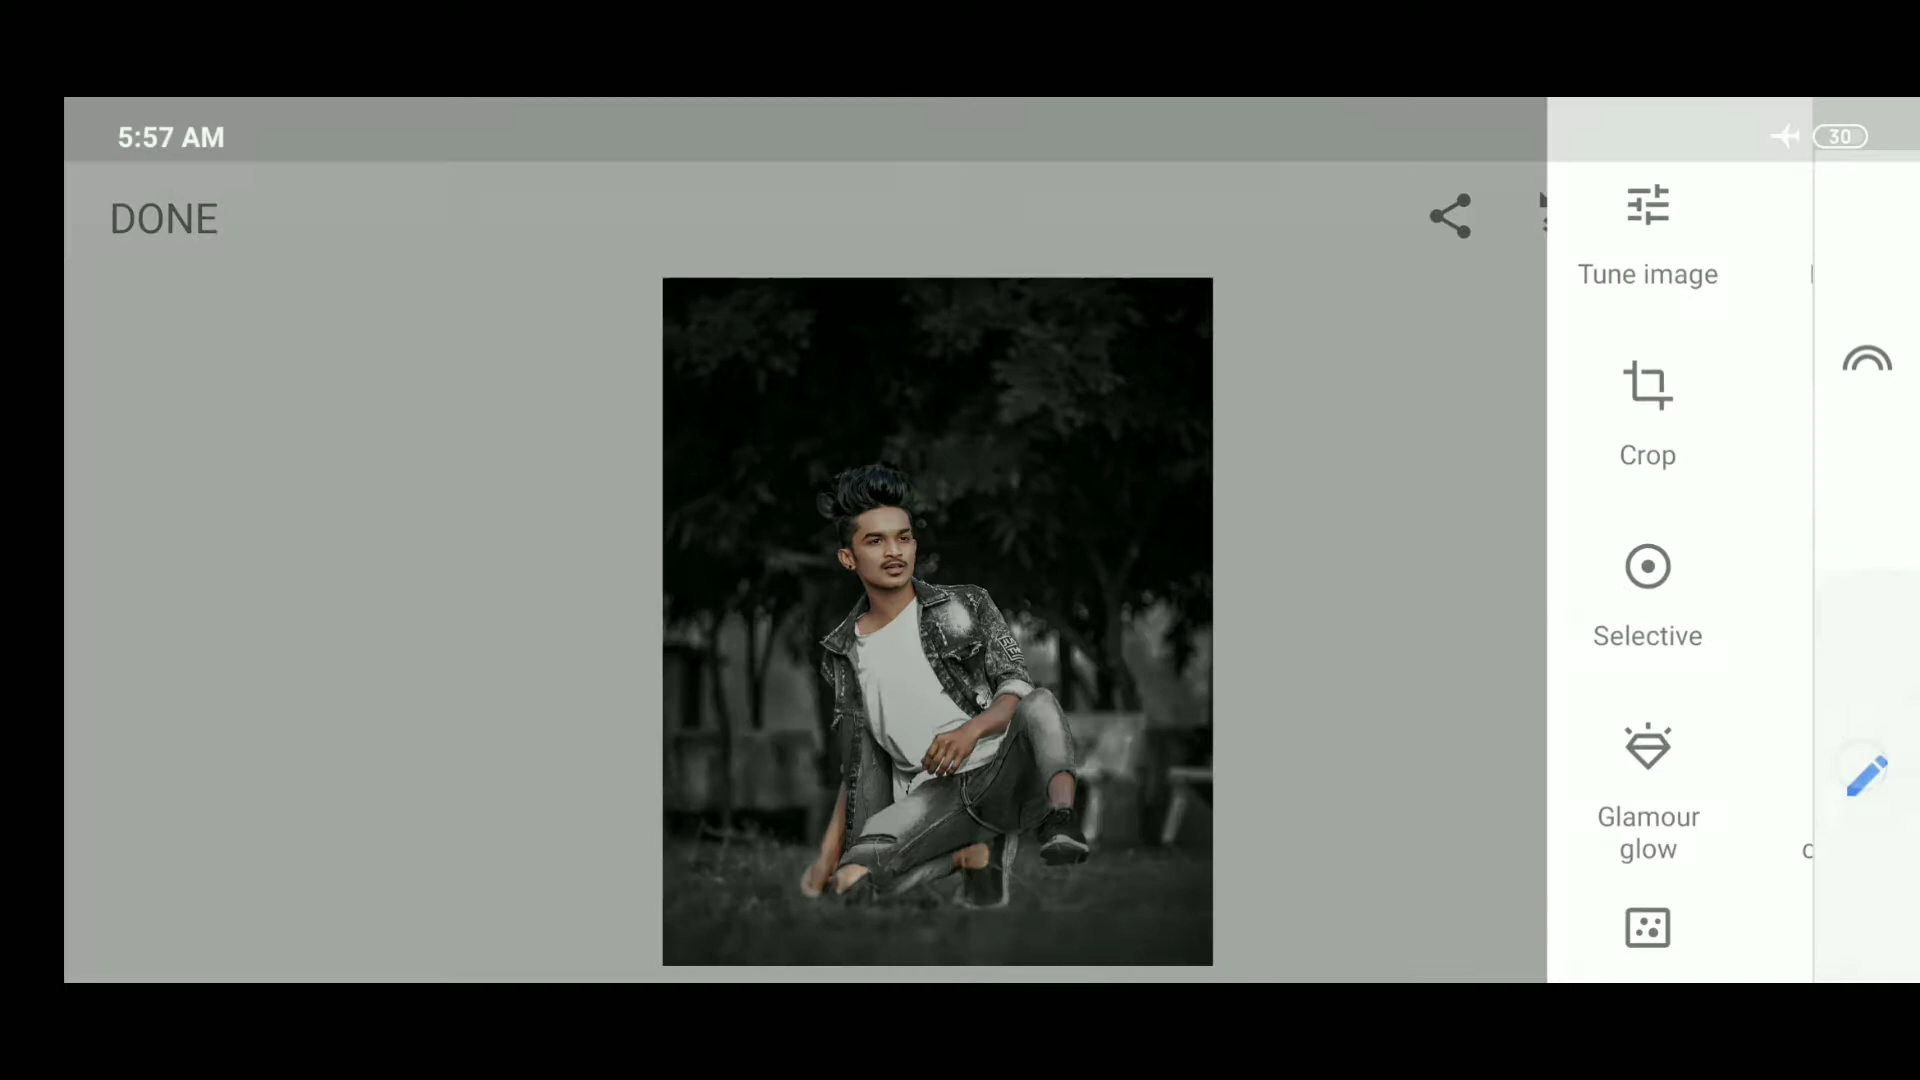 5:57 AM
30
DONE
Tune image
Crop
Selective
Glamour
glow